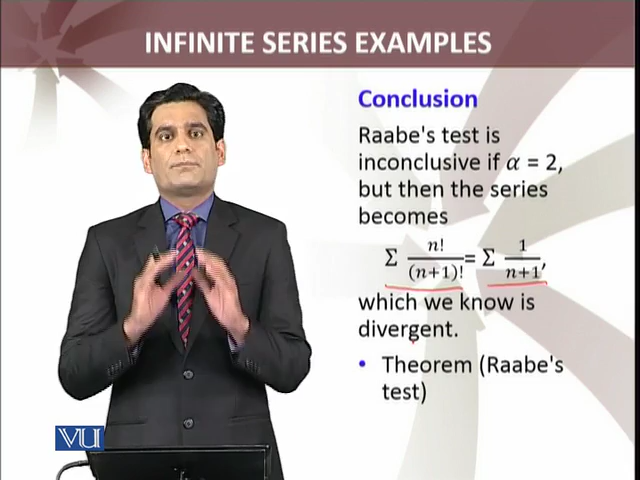 INFINITE SERIES EXAMPLES
Conclusion
Raabe's test is
inconclusive if α = 2,
but then the series
becomes
Σ n!/(n+1)! = Σ 1/(n+1),
which we know is
divergent.
• Theorem (Raabe's
test)
VU